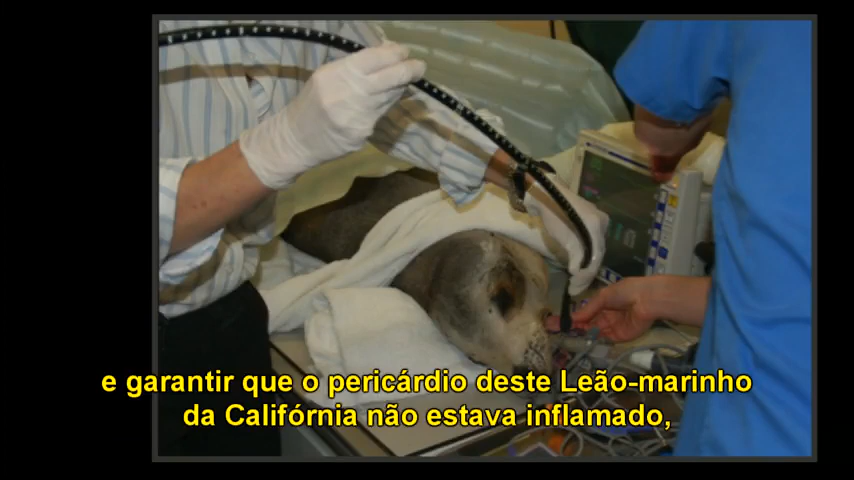 e garantir que o pericárdio deste Leão-marinho
da Califórnia não estava inflamado,